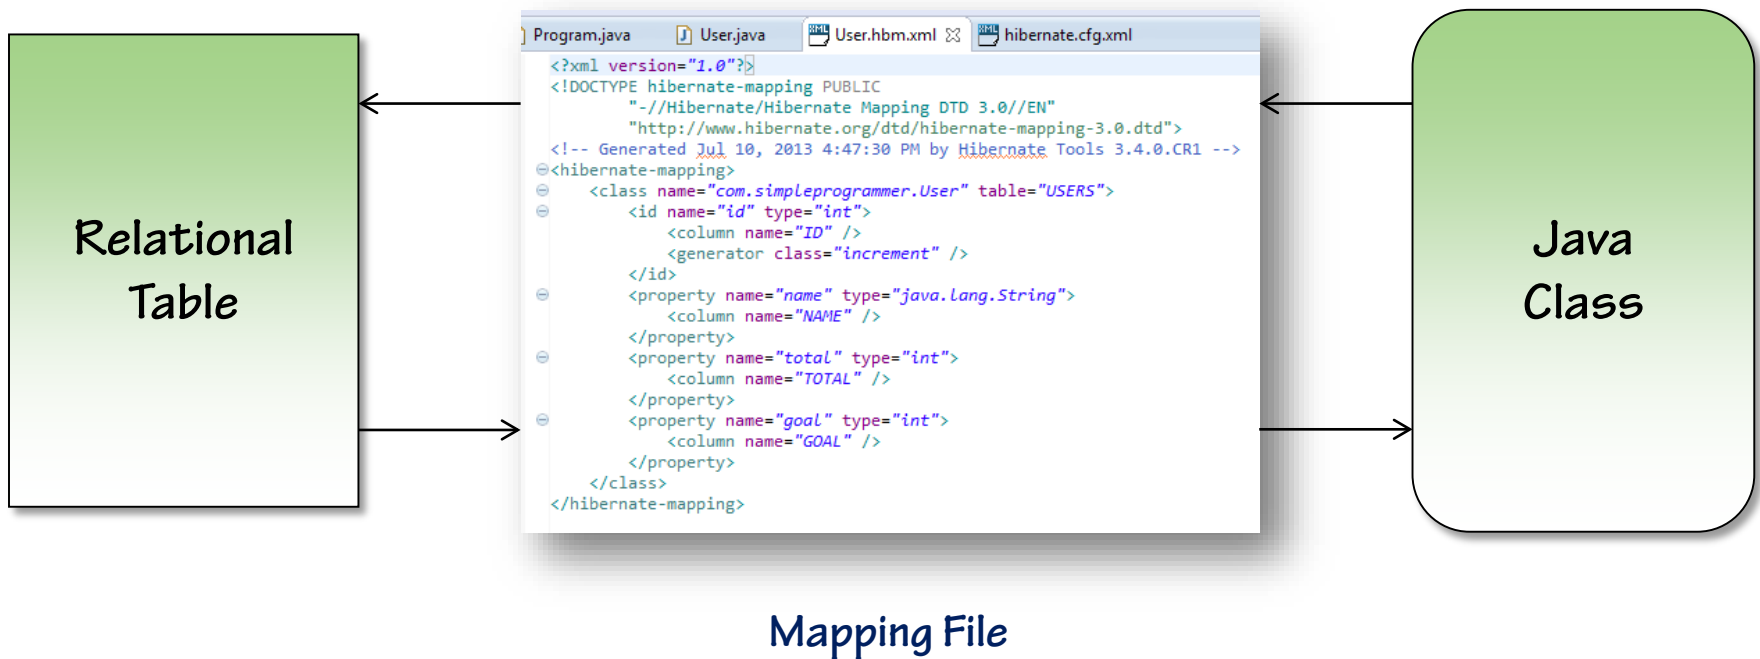 Relational
Table
Program.java User.java User.hbm.xml hibernate.cfg.xml
<?xml version="1.0"?>
<!DOCTYPE hibernate-mapping PUBLIC
"-//Hibernate/Hibernate Mapping DTD 3.0//EN"
"http://www.hibernate.org/dtd/hibernate-mapping-3.0.dtd">
<!-- Generated Jul 10, 2013 4:47:30 PM by Hibernate Tools 3.4.0.CR1 -->
<hibernate-mapping>
<class name="com.simpleprogrammer.User" table="USERS">
<id name="id" type="int">
<column name="ID" />
<generator class="increment" />
</id>
<property name="name" type="java.lang.String">
<column name="NAME" />
</property>
<property name="total" type="int">
<column name="TOTAL" />
</property>
<property name="goal" type="int">
<column name="GOAL" />
</property>
</class>
</hibernate-mapping>
Java
Class
Mapping File